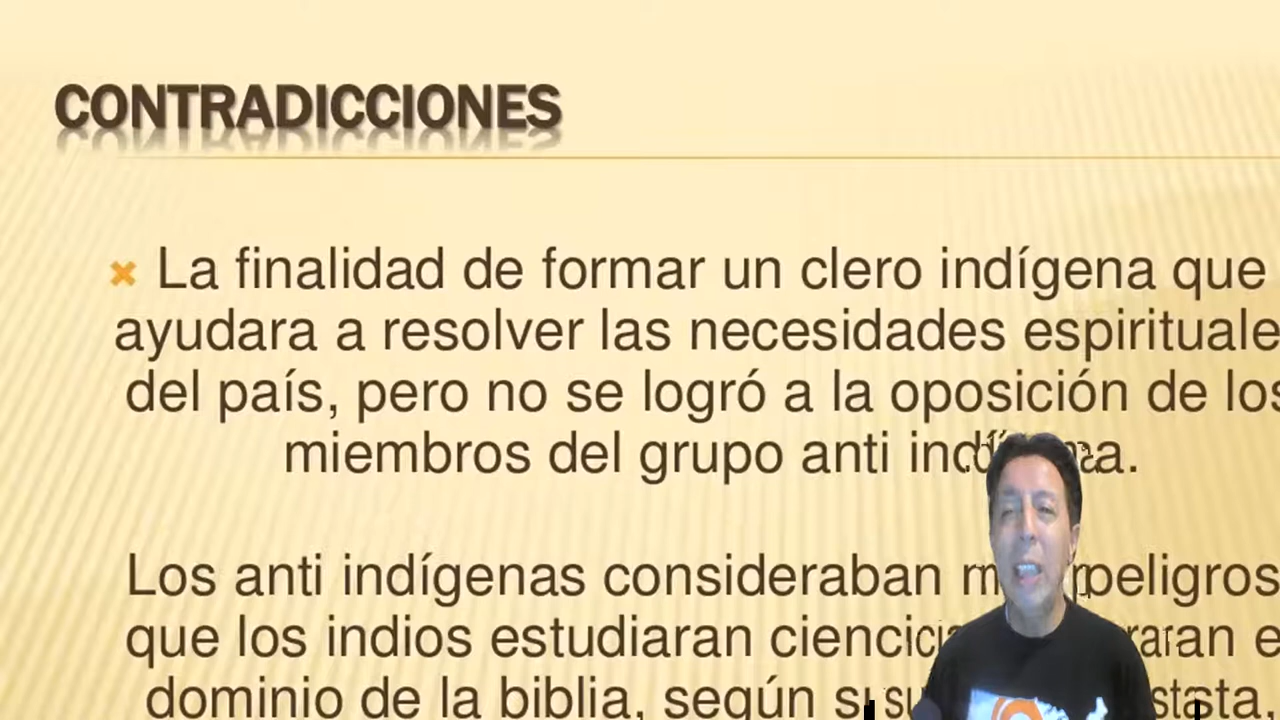 CONTRADICCIONES
La finalidad de formar un clero indígena que
ayudara a resolver las necesidades espirituale
del país, pero no se logró a la oposición de los
miembros del grupo anti
Los anti indígenas consideraban peligros
que los indios estudiaran
dominio de la biblia, según